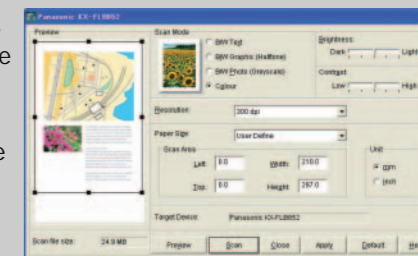 Panasonic KX-FLB852
Preview
Scan Mode
B/W Text
B/W Graphic (Halftone)
B/W Photo (Greyscale)
Colour
Brightness:
Dark
Light
Contrast:
Low
High
Resolution:
300 dpi
Paper Size:
User Define
Scan Area
Left: 0.0 Width: 210.0
Top: 0.0 Height: 297.0
Unit
mm
inch
Target Device: Panasonic KX-FLB852
Scan file size: 24.9 MB
Preview Scan Close Apply Default
e
e